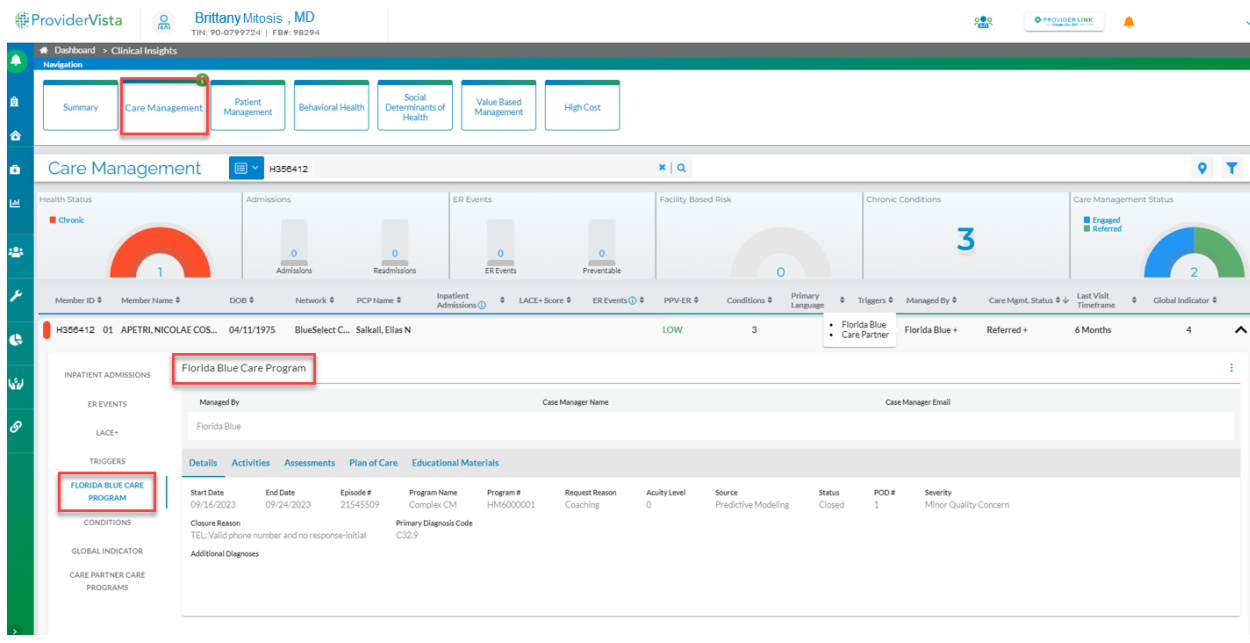 ProviderVista
Brittany Mitosis , MD
TIN: 90-0799724 | FB#: 98294
PROVIDER LINK
Dashboard > Clinical Insights
Navigation
Summary
Care Management
Patient Management
Behavioral Health
Social Determinants of Health
Value Based Management
High Cost
Care Management
H356412
Health Status
Admissions
ER Events
Facility Based Risk
Chronic Conditions
Care Management Status
Chronic
1
0
Admissions
0
Readmissions
0
ER Events
0
Preventable
0
3
Engaged
Referred
2
Member ID Member Name DOB Network PCP Name Inpatient Admissions LACE+ Score ER Events PPV-ER Conditions Primary Language Triggers Managed By Care Mgmt. Status Last Visit Timeframe Global Indicator
H356412 01 APETRI, NICOLAE COS... 04/11/1975 BlueSelect C... Salkall, Elias N LOW 3 Florida Blue + Referred + 6 Months 4
• Florida Blue
• Care Partner
INPATIENT ADMISSIONS
ER EVENTS
LACE+
TRIGGERS
FLORIDA BLUE CARE PROGRAM
CONDITIONS
GLOBAL INDICATOR
CARE PARTNER CARE PROGRAMS
Florida Blue Care Program
Managed By Case Manager Name Case Manager Email
Florida Blue
Details Activities Assessments Plan of Care Educational Materials
Start Date End Date Episode # Program Name Program # Request Reason Acuity Level Source Status POD # Severity
09/16/2023 09/24/2023 21545509 Complex CM HM6000001 Coaching 0 Predictive Modeling Closed 1 Minor Quality Concern
Closure Reason Primary Diagnosis Code
TEL: Valid phone number and no response-initial C32.9
Additional Diagnoses